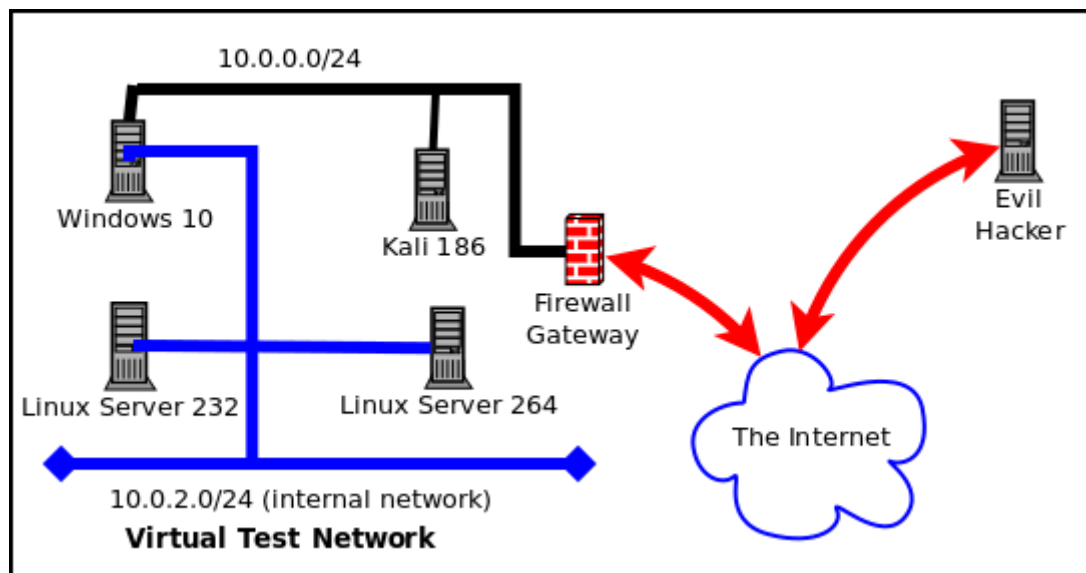 10.0.0.0/24
Windows 10
Kali 186
Evil
Hacker
Firewall
Gateway
Linux Server 232
Linux Server 264
The Internet
10.0.2.0/24 (internal network)
Virtual Test Network